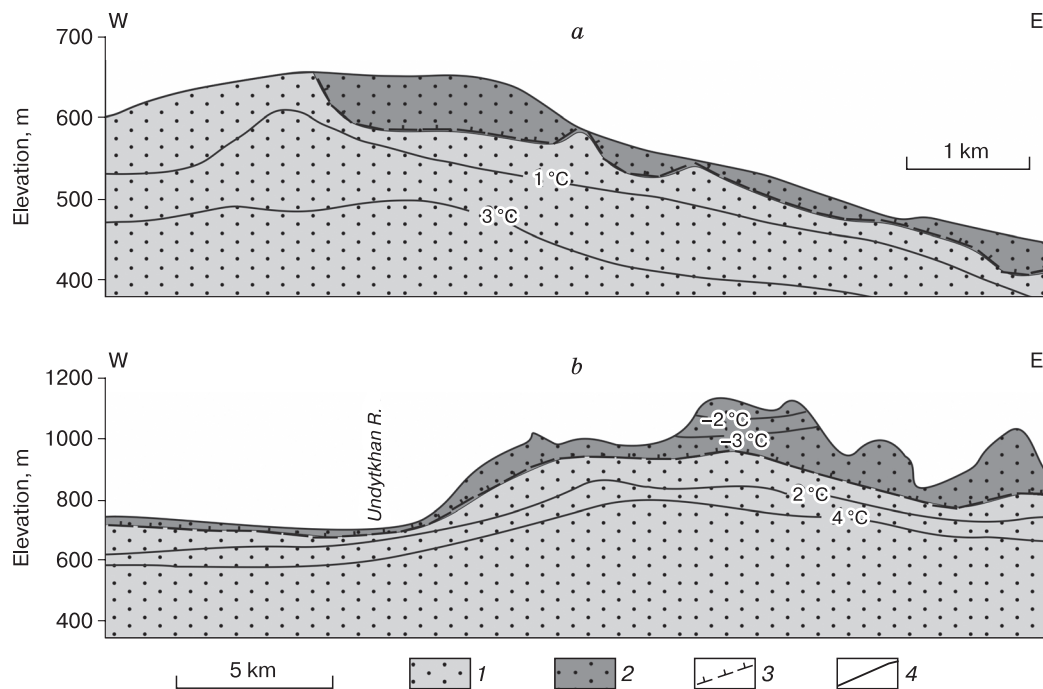 W
a
E
700
600
500
400
Elevation, m
1 km
1 °C
3 °C
W
b
E
1200
1000
800
600
400
Elevation, m
Undytkhan R.
–2 °C
–3 °C
2 °C
4 °C
5 km
1
2
3
4